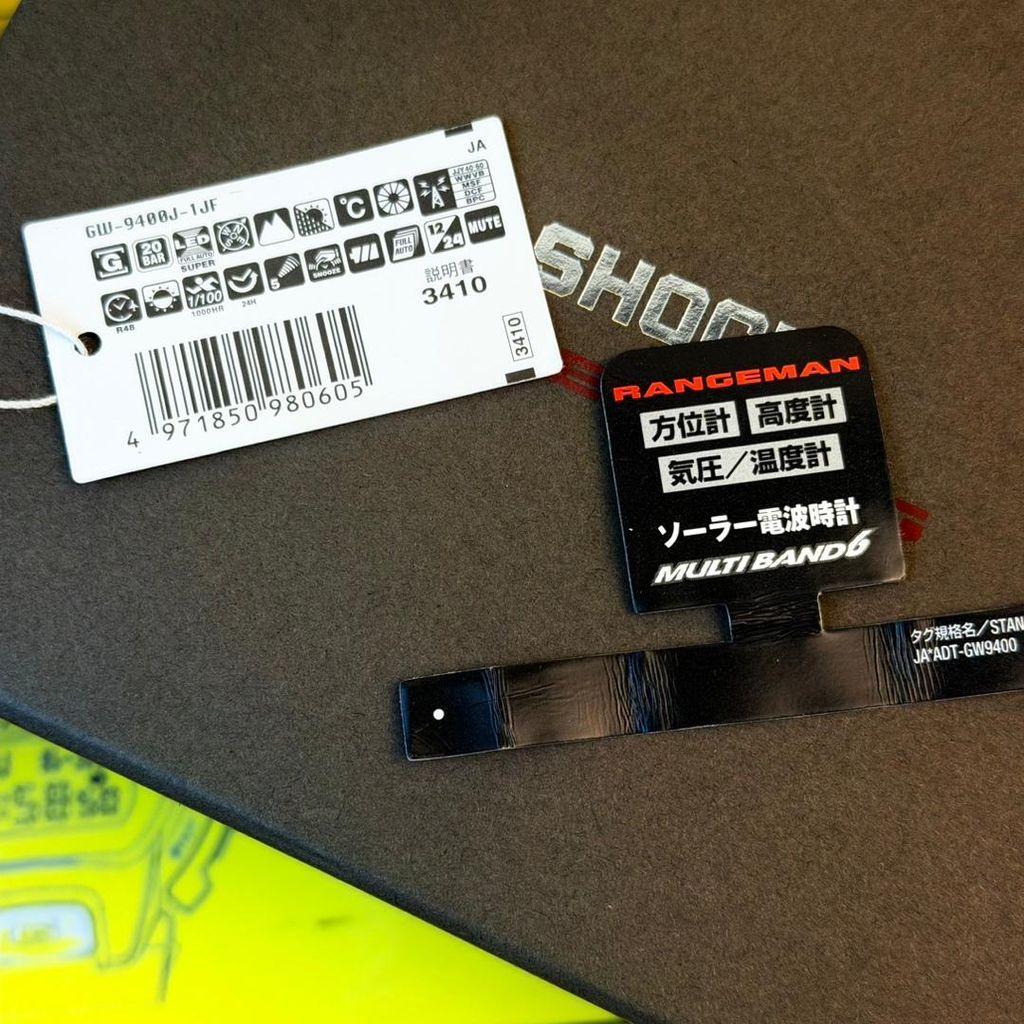 JA
GW-9400J-1JF
G
20 BAR
LED
FULL AUTO
SUPER
°C
JJY40·60
WWVB
MSF
DCF
BPC
R48
1/100
1000HR
24H
5
SNOOZE
FULL AUTO
12/24
MUTE
説明書
3410
3410
4 971850 980605
SHOCK
RANGEMAN
方位計 高度計
気圧／温度計
ソーラー電波時計
MULTI BAND 6
タグ規格名／STAN
JA*ADT-GW9400